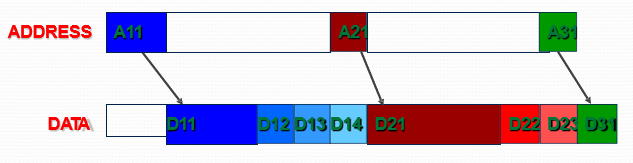 ADDRESS A11 A21 A31
DATA D11 D12 D13 D14 D21 D22 D23 D31